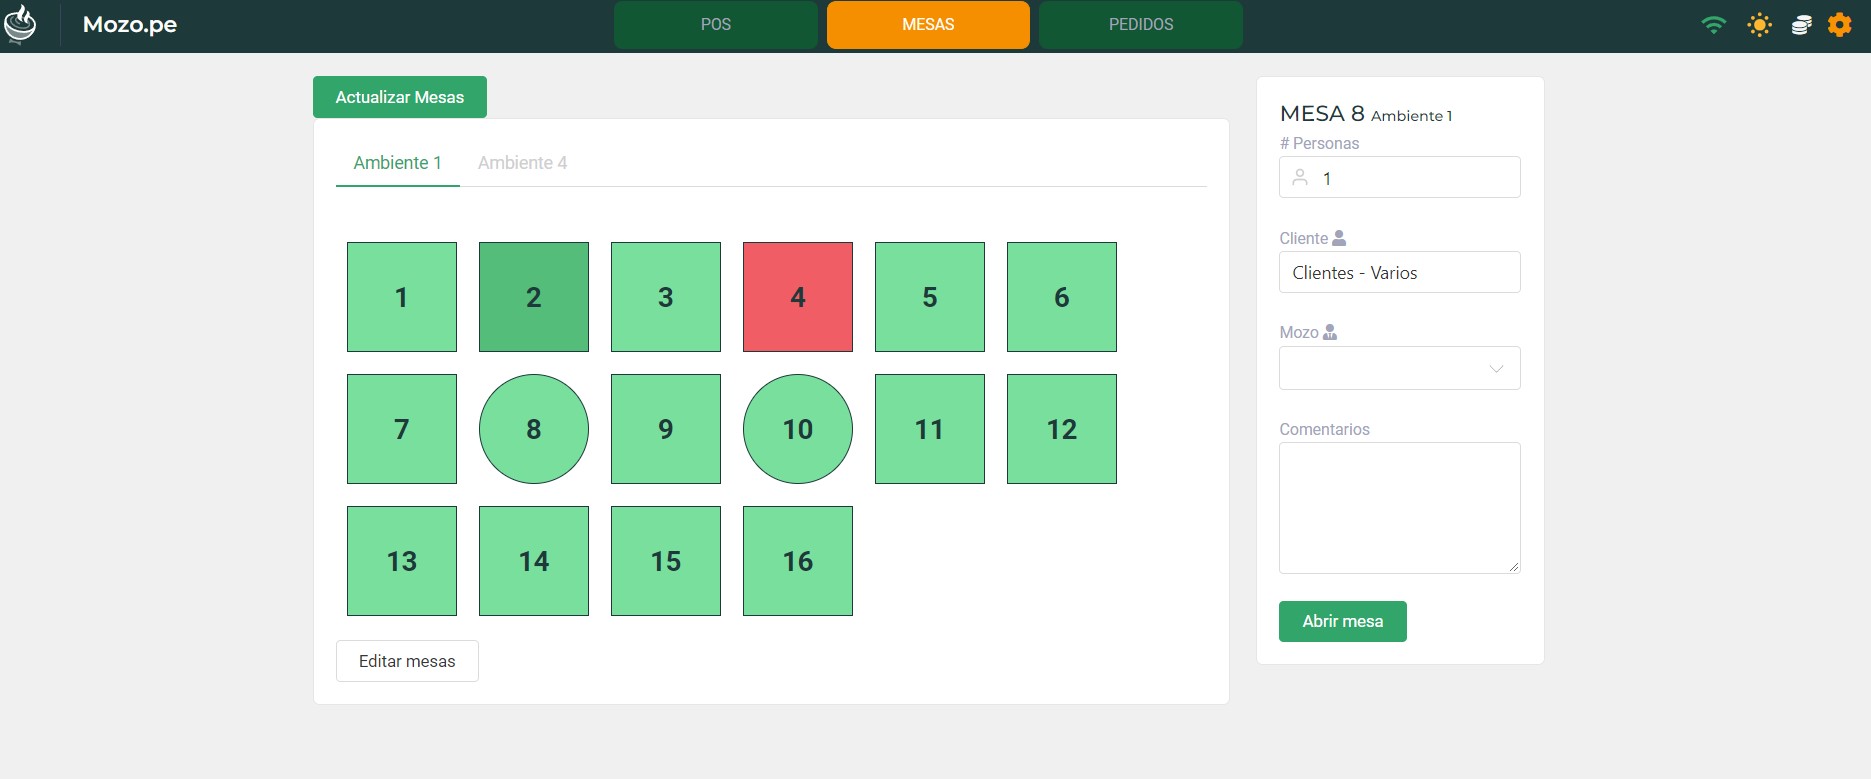 Mozo.pe
POS
MESAS
PEDIDOS
Actualizar Mesas
Ambiente 1
Ambiente 4
1
2
3
4
5
6
7
8
9
10
11
12
13
14
15
16
Editar mesas
MESA 8 Ambiente 1
# Personas
1
Cliente
Clientes - Varios
Mozo
Comentarios
Abrir mesa